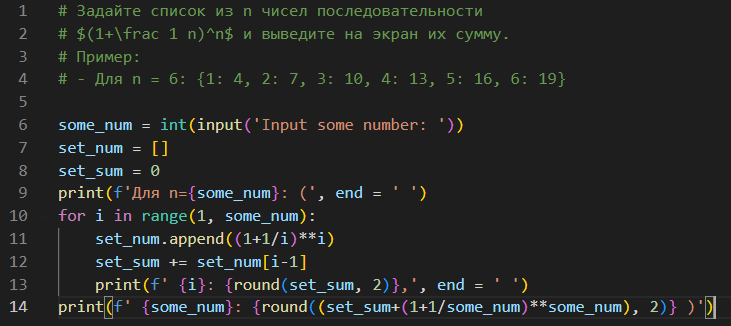 1 # Задайте список из n чисел последовательности
2 # $(1+\frac 1 n)^n$ и выведите на экран их сумму.
3 # Пример:
4 # - Для n = 6: {1: 4, 2: 7, 3: 10, 4: 13, 5: 16, 6: 19}
5
6 some_num = int(input('Input some number: '))
7 set_num = []
8 set_sum = 0
9 print(f'Для n={some_num}: (', end = ' ')
10 for i in range(1, some_num):
11     set_num.append((1+1/i)**i)
12     set_sum += set_num[i-1]
13     print(f' {i}: {round(set_sum, 2)},', end = ' ')
14 print(f' {some_num}: {round((set_sum+(1+1/some_num)**some_num), 2)} )')